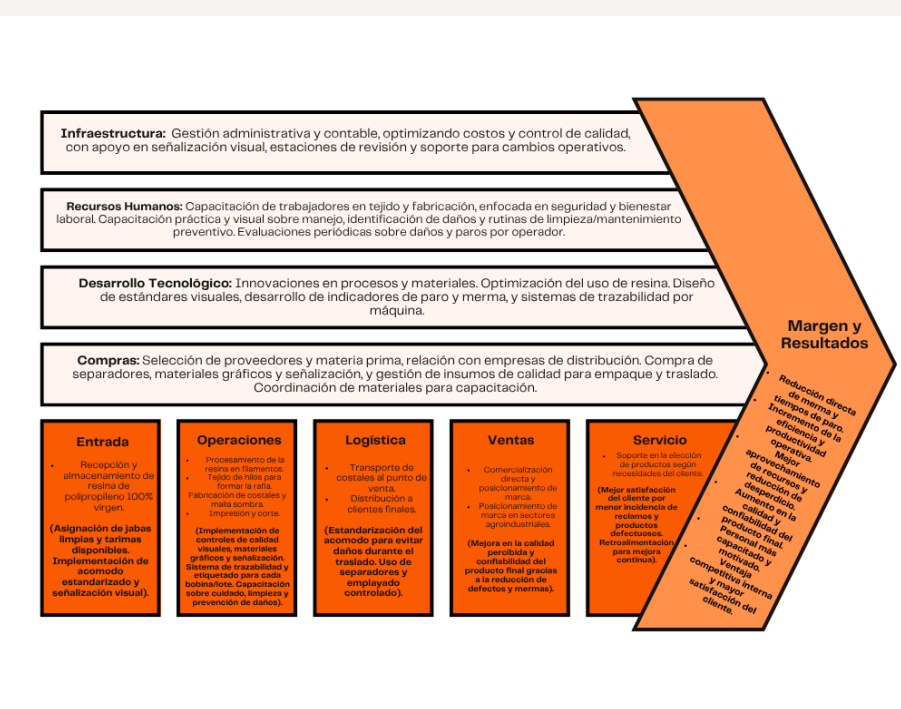 Infraestructura: Gestión administrativa y contable, optimizando costos y control de calidad,
con apoyo en señalización visual, estaciones de revisión y soporte para cambios operativos.
Recursos Humanos: Capacitación de trabajadores en tejido y fabricación, enfocada en seguridad y bienestar
laboral. Capacitación práctica y visual sobre manejo, identificación de daños y rutinas de limpieza/mantenimiento
preventivo. Evaluaciones periódicas sobre daños y paros por operador.
Desarrollo Tecnológico: Innovaciones en procesos y materiales. Optimización del uso de resina. Diseño
de estándares visuales, desarrollo de indicadores de paro y merma, y sistemas de trazabilidad por
máquina.
Compras: Selección de proveedores y materia prima, relación con empresas de distribución. Compra de
separadores, materiales gráficos y señalización, y gestión de insumos de calidad para empaque y traslado.
Coordinación de materiales para capacitación.
Entrada
• Recepción y
almacenamiento de
resina de
polipropileno 100%
virgen.
(Asignación de jabas
limpias y tarimas
disponibles.
Implementación de
acomodo
estandarizado y
señalización visual).
Operaciones
• Procesamiento de la
resina en filamentos.
• Tejido de hilos para
formar la rafia.
Fabricación de costales y
malla sombra.
• Impresión y corte.
(Implementación de
controles de calidad
visuales, materiales
gráficos y señalización.
Sistema de trazabilidad y
etiquetado para cada
bobina/lote. Capacitación
sobre cuidado, limpieza y
prevención de daños).
Logística
• Transporte de
costales al punto de
venta.
• Distribución a
clientes finales.
(Estandarización del
acomodo para evitar
daños durante el
traslado. Uso de
separadores y
emplayado
controlado).
Ventas
• Comercialización
directa y
posicionamiento de
marca.
• Posicionamiento de
marca en sectores
agroindustriales.
(Mejora en la calidad
percibida y
confiabilidad del
producto final gracias
a la reducción de
defectos y mermas).
Servicio
• Soporte en la elección
de productos según
necesidades del cliente.
(Mejor satisfacción
del cliente por
menor incidencia de
reclamos y
productos
defectuosos.
Retroalimentación
para mejora
continua).
Margen y
Resultados
• Reducción directa
de merma y
tiempos de paro.
• Incremento de la
eficiencia y
productividad
operativa.
• Mejor
aprovechamiento
de recursos y
reducción de
desperdicio.
• Aumento en la
calidad y
confiabilidad del
producto final.
• Personal más
capacitado y
motivado.
• Ventaja
competitiva interna
y mayor
satisfacción del
cliente.